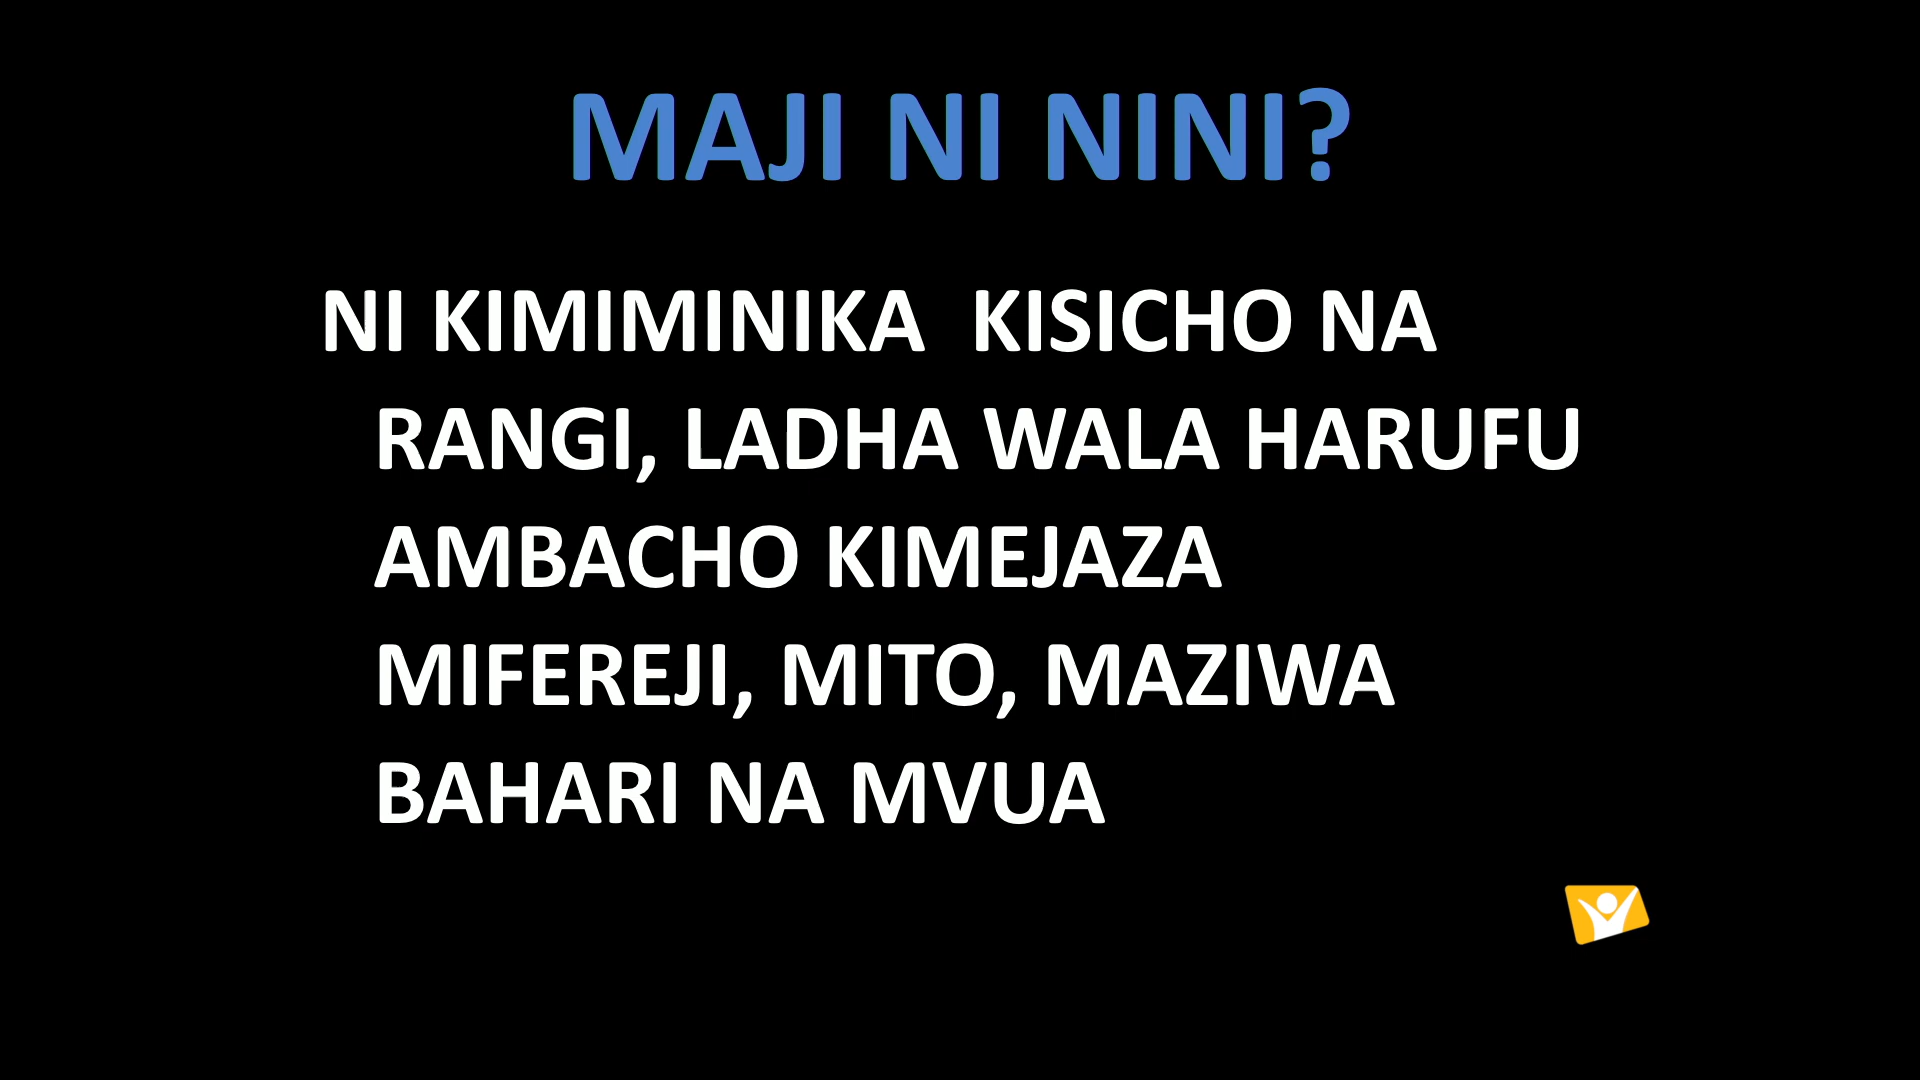 MAJI NI NINI?
NI KIMIMINIKA  KISICHO NA
RANGI, LADHA WALA HARUFU
AMBACHO KIMEJAZA
MIFEREJI, MITO, MAZIWA
BAHARI NA MVUA